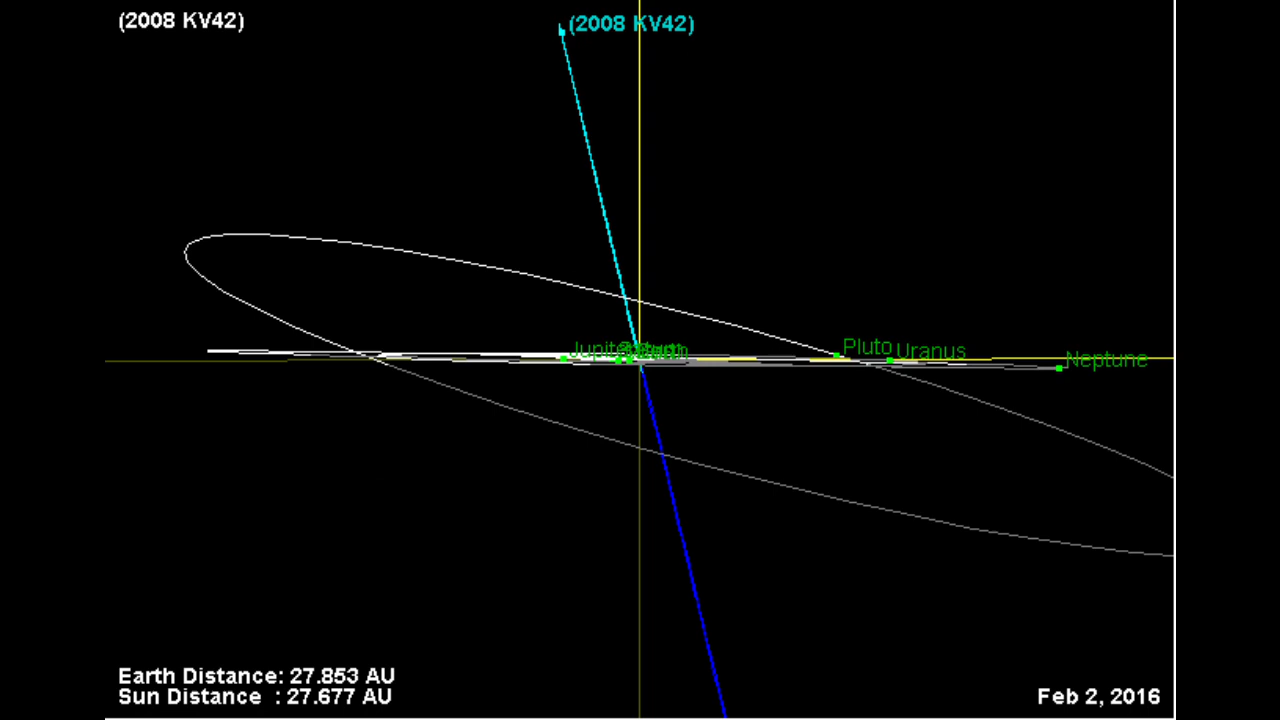 (2008 KV42)
(2008 KV42)
Jupiter
Pluto
Uranus
Neptune
Earth Distance: 27.853 AU
Sun Distance : 27.677 AU
Feb 2, 2016